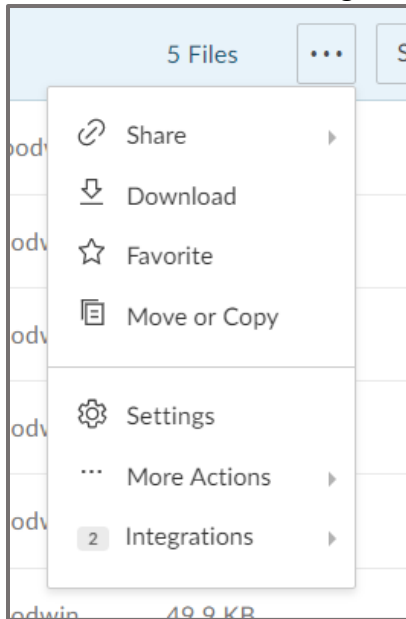 5 Files
Share
Download
Favorite
Move or Copy
Settings
More Actions
2 Integrations
49.9 KB